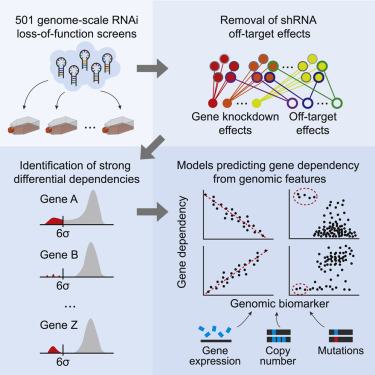 501 genome-scale RNAi
loss-of-function screens
...
Removal of shRNA
off-target effects
...
...
Gene knockdown
effects
Off-target
effects
Identification of strong
differential dependencies
Gene A
6σ
Gene B
6σ
...
Gene Z
6σ
Models predicting gene dependency
from genomic features
Gene dependency
Genomic biomarker
Gene
expression
Copy
number
Mutations